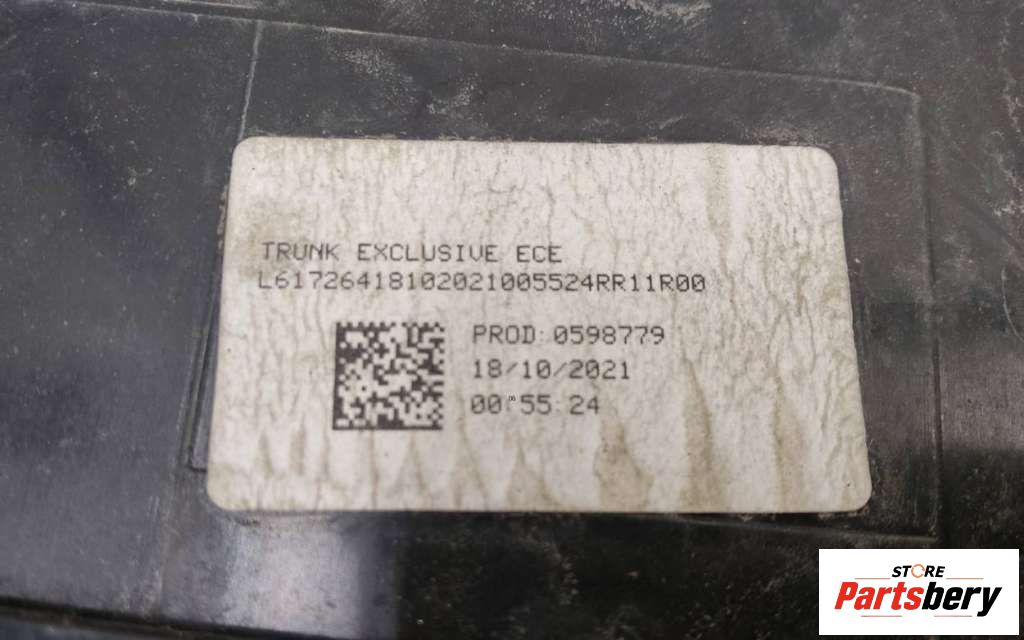 TRUNK EXCLUSIVE ECE
L61726418102021005524RR11R00
PROD:0598779
18/10/2021
00:55:24
STORE
Partsbery